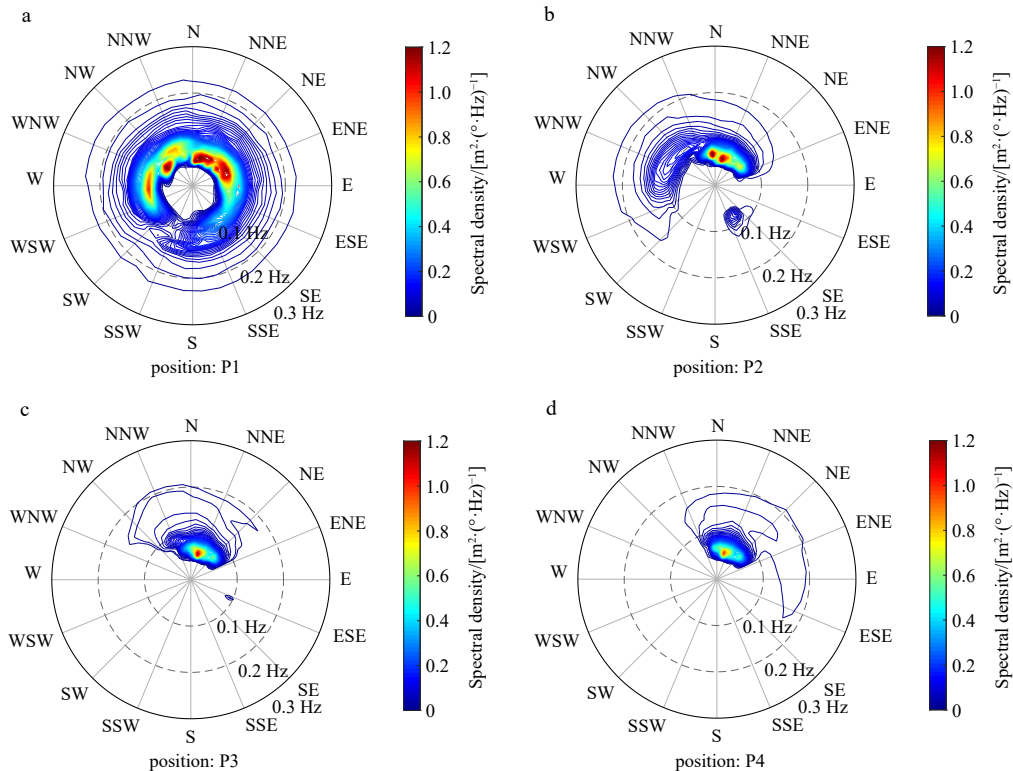 a
N
NNW
NNE
NW
NE
WNW
ENE
W
E
WSW
ESE
SW
SE
SSW
SSE
S
0.1 Hz
0.2 Hz
0.3 Hz
1.2
1.0
0.8
0.6
0.4
0.2
0
Spectral density/[m²·(°·Hz)⁻¹]
position: P1
b
N
NNW
NNE
NW
NE
WNW
ENE
W
E
WSW
ESE
SW
SE
SSW
SSE
S
0.1 Hz
0.2 Hz
0.3 Hz
1.2
1.0
0.8
0.6
0.4
0.2
0
Spectral density/[m²·(°·Hz)⁻¹]
position: P2
c
N
NNW
NNE
NW
NE
WNW
ENE
W
E
WSW
ESE
SW
SE
SSW
SSE
S
0.1 Hz
0.2 Hz
0.3 Hz
1.2
1.0
0.8
0.6
0.4
0.2
0
Spectral density/[m²·(°·Hz)⁻¹]
position: P3
d
N
NNW
NNE
NW
NE
WNW
ENE
W
E
WSW
ESE
SW
SE
SSW
SSE
S
0.1 Hz
0.2 Hz
0.3 Hz
1.2
1.0
0.8
0.6
0.4
0.2
0
Spectral density/[m²·(°·Hz)⁻¹]
position: P4